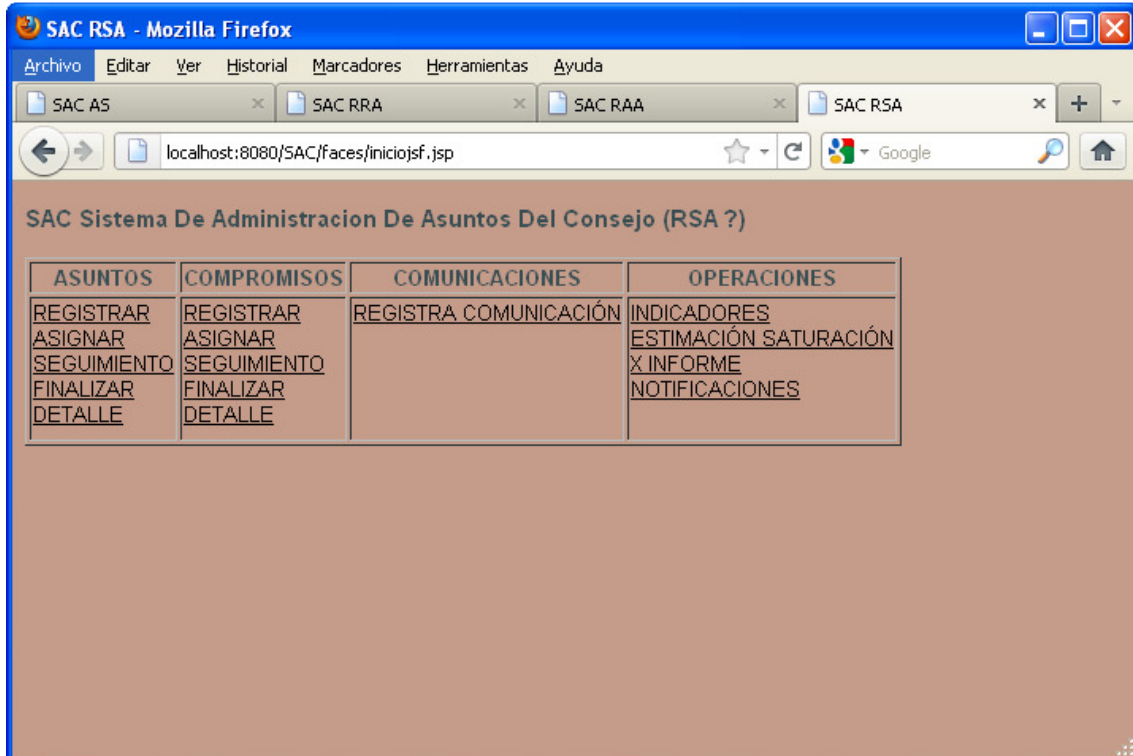 SAC RSA - Mozilla Firefox
Archivo Editar Ver Historial Marcadores Herramientas Ayuda
SAC AS SAC RRA SAC RAA SAC RSA
localhost:8080/SAC/faces/iniciojsf.jsp Google
SAC Sistema De Administracion De Asuntos Del Consejo (RSA ?)
ASUNTOS COMPROMISOS COMUNICACIONES OPERACIONES
REGISTRAR REGISTRAR REGISTRA COMUNICACIÓN INDICADORES
ASIGNAR ASIGNAR ESTIMACIÓN SATURACIÓN
SEGUIMIENTO SEGUIMIENTO X INFORME
FINALIZAR FINALIZAR NOTIFICACIONES
DETALLE DETALLE